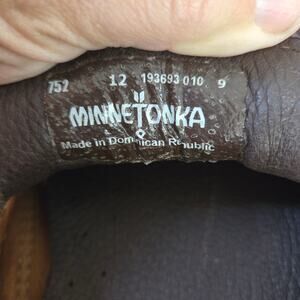 752 12 193693 010 9
MINNETONKA
Made in Dominican Republic